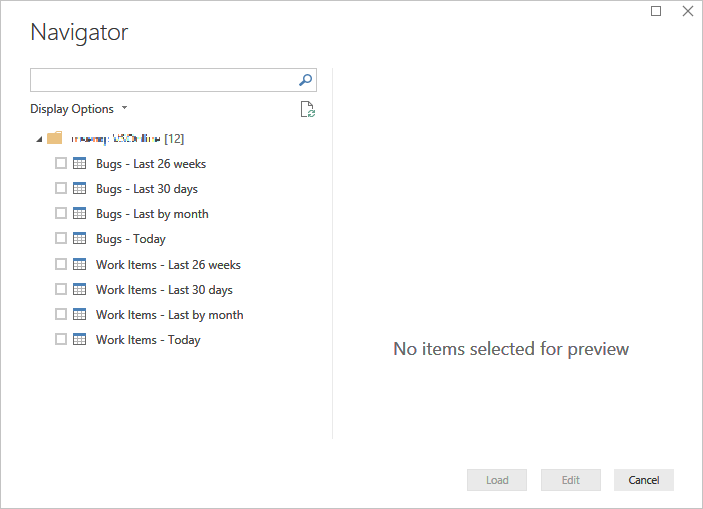 Navigator
Display Options
[12]
Bugs - Last 26 weeks
Bugs - Last 30 days
Bugs - Last by month
Bugs - Today
Work Items - Last 26 weeks
Work Items - Last 30 days
Work Items - Last by month
Work Items - Today
No items selected for preview
Load
Edit
Cancel